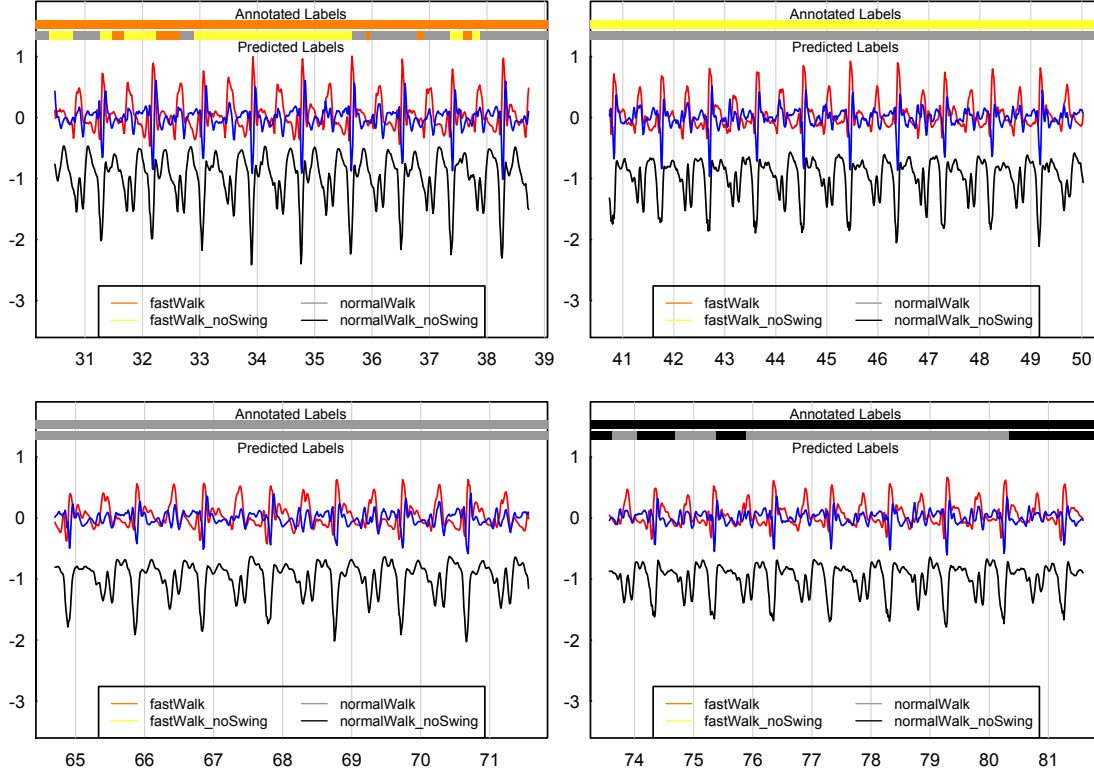 Annotated Labels
Predicted Labels
1
0
-1
-2
-3
fastWalk
normalWalk
fastWalk_noSwing
normalWalk_noSwing
31 32 33 34 35 36 37 38 39
Annotated Labels
Predicted Labels
1
0
-1
-2
-3
fastWalk
normalWalk
fastWalk_noSwing
normalWalk_noSwing
41 42 43 44 45 46 47 48 49 50
Annotated Labels
Predicted Labels
1
0
-1
-2
-3
fastWalk
normalWalk
fastWalk_noSwing
normalWalk_noSwing
65 66 67 68 69 70 71
Annotated Labels
Predicted Labels
1
0
-1
-2
-3
fastWalk
normalWalk
fastWalk_noSwing
normalWalk_noSwing
74 75 76 77 78 79 80 81